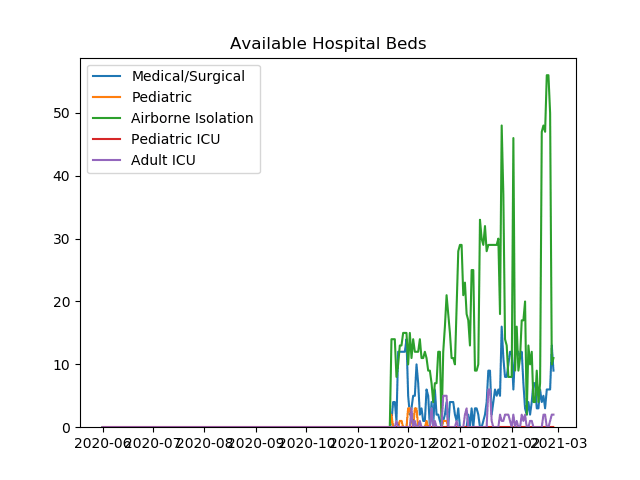 Available Hospital Beds
Medical/Surgical
Pediatric
Airborne Isolation
Pediatric ICU
Adult ICU
50
40
30
20
10
0
2020-06 2020-07 2020-08 2020-09 2020-10 2020-11 2020-12 2021-01 2021-02 2021-03